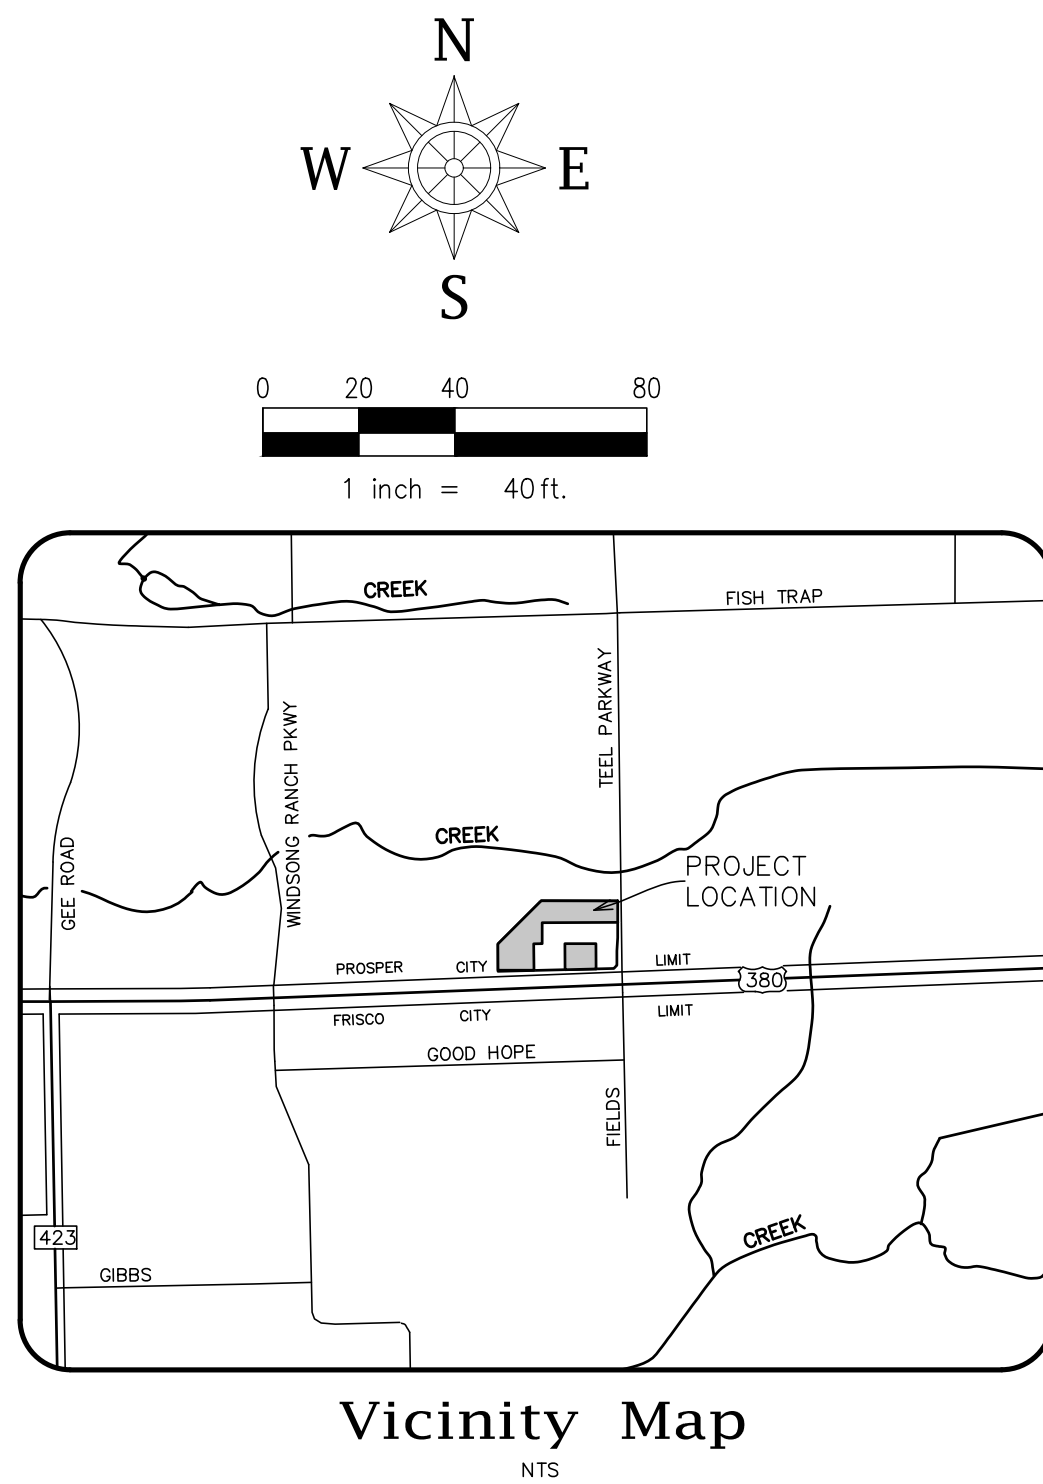 N
W E
S
0 20 40 80
1 inch = 40 ft.
CREEK
FISH TRAP
TEEL PARKWAY
WINDSONG RANCH PKWY
GEE ROAD
CREEK
PROJECT
LOCATION
PROSPER CITY LIMIT
380
FRISCO CITY LIMIT
GOOD HOPE
FIELDS
CREEK
423
GIBBS
Vicinity Map
NTS